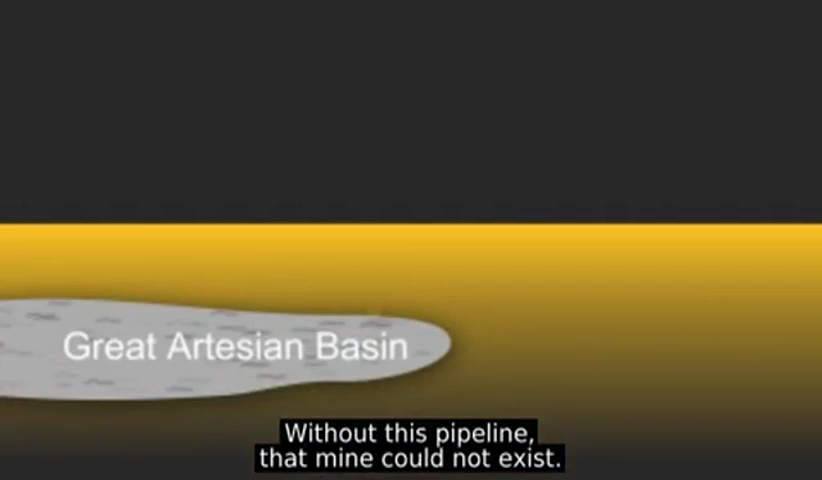 Great Artesian Basin
Without this pipeline,
that mine could not exist.